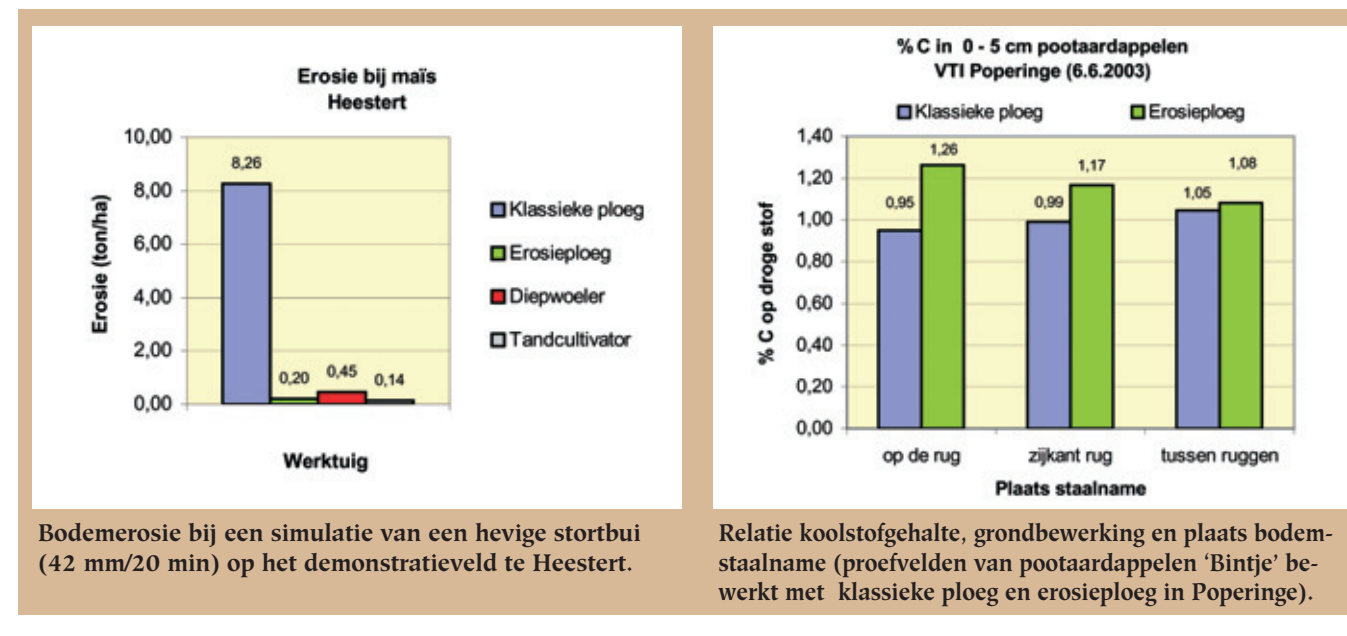 Erosie bij maïs
Heestert
Erosie (ton/ha)
10,00
8,00
6,00
4,00
2,00
0,00
8,26
0,20
0,45
0,14
Werktuig
Klassieke ploeg
Erosieploeg
Diepwoeler
Tandcultivator
Bodemerosie bij een simulatie van een hevige stortbui
(42 mm/20 min) op het demonstratieveld te Heestert.
% C in 0 - 5 cm pootaardappelen
VTI Poperinge (6.6.2003)
Klassieke ploeg
Erosieploeg
% C op droge stof
1,40
1,20
1,00
0,80
0,60
0,40
0,20
0,00
0,95
1,26
0,99
1,17
1,05
1,08
op de rug
zijkant rug
tussen ruggen
Plaats staalname
Relatie koolstofgehalte, grondbewerking en plaats bodem-
staalname (proefvelden van pootaardappelen ‘Bintje’ be-
werkt met klassieke ploeg en erosieploeg in Poperinge).